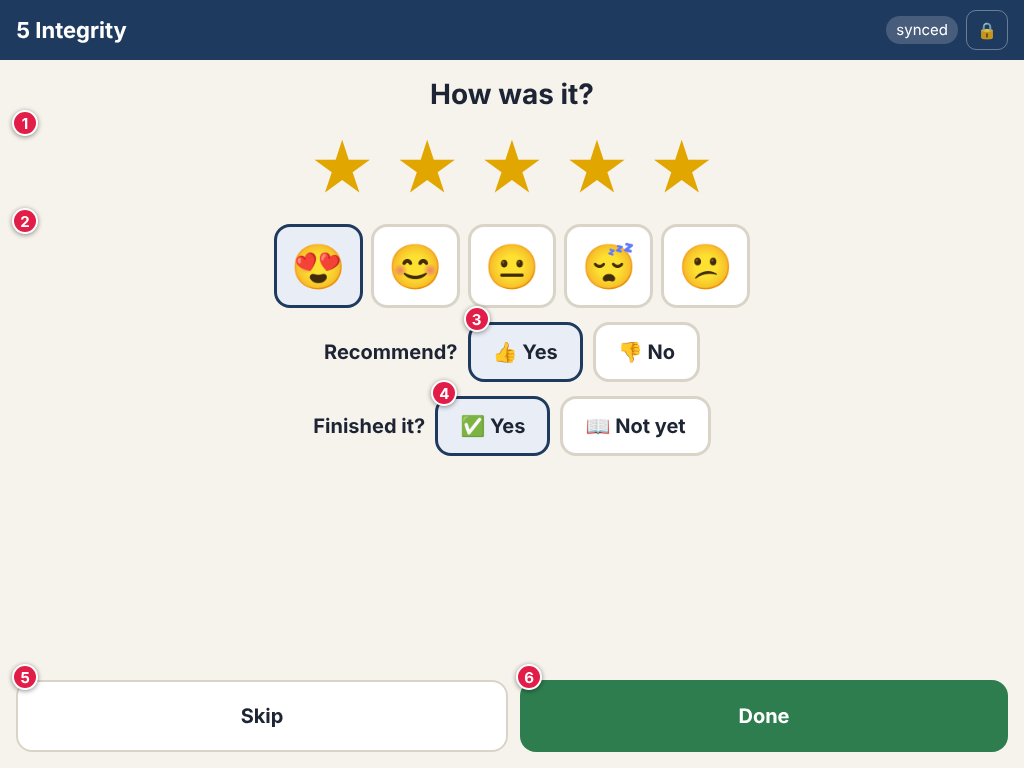 5 Integrity
synced
How was it?
1
2
3
Recommend?
👍 Yes
👎 No
4
Finished it?
✅ Yes
📖 Not yet
5
Skip
6
Done